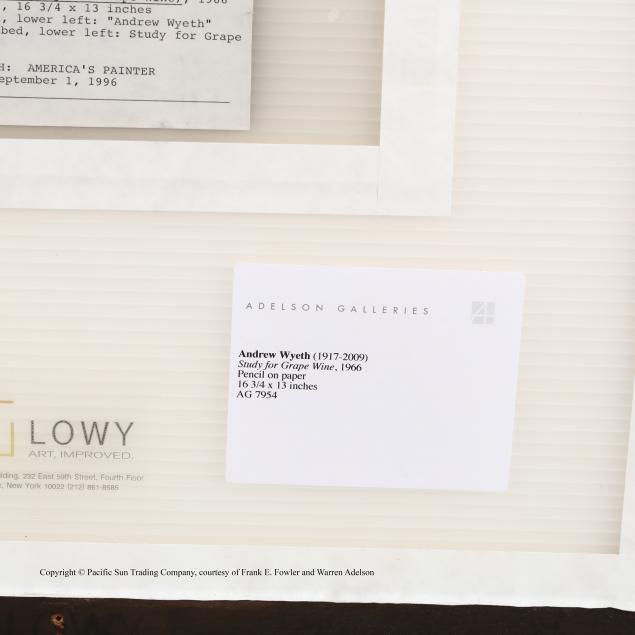 , 16 3/4 x 13 inches
, lower left: "Andrew Wyeth"
bed, lower left: Study for Grape
H: AMERICA'S PAINTER
eptember 1, 1996
ADELSON GALLERIES
Andrew Wyeth (1917-2009)
Study for Grape Wine, 1966
Pencil on paper
16 3/4 x 13 inches
AG 7954
LOWY
ART, IMPROVED.
lding, 232 East 59th Street, Fourth Floor
, New York 10022 (212) 861-8585
Copyright © Pacific Sun Trading Company, courtesy of Frank E. Fowler and Warren Adelson